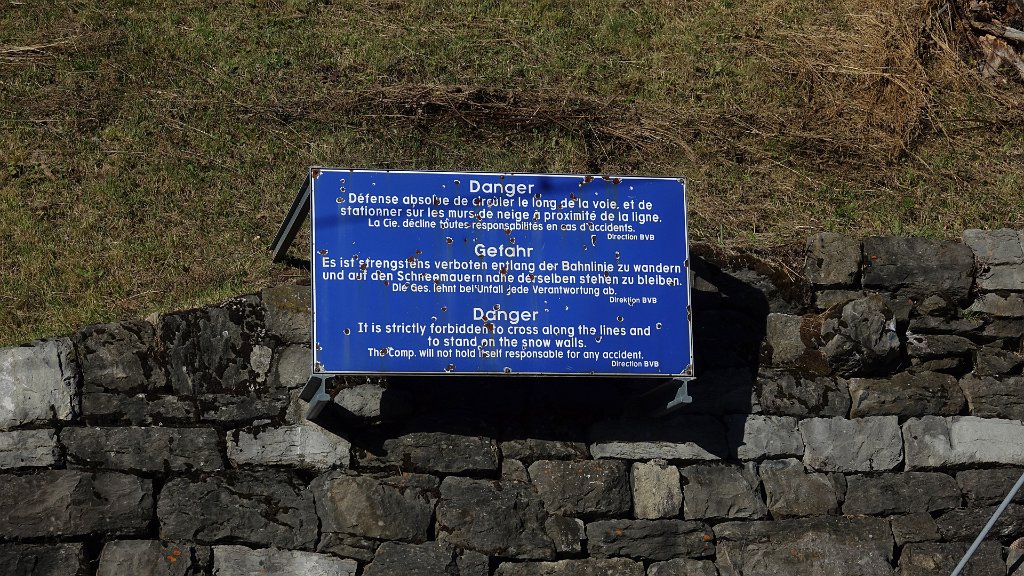 Danger
Défense absolue de circuler le long de la voie, et de
stationner sur les murs de neige à proximité de la ligne.
La Cie. décline toutes responsabilités en cas d'accidents.
Direction BVB
Gefahr
Es ist strengstens verboten entlang der Bahnlinie zu wandern
und auf den Schneemauern nahe derselben stehen zu bleiben.
Die Ges. lehnt bei Unfall jede Verantwortung ab.
Direktion BVB
Danger
It is strictly forbidden to cross along the lines and
to stand on the snow walls.
The Comp. will not hold itself responsible for any accident.
Direction BVB